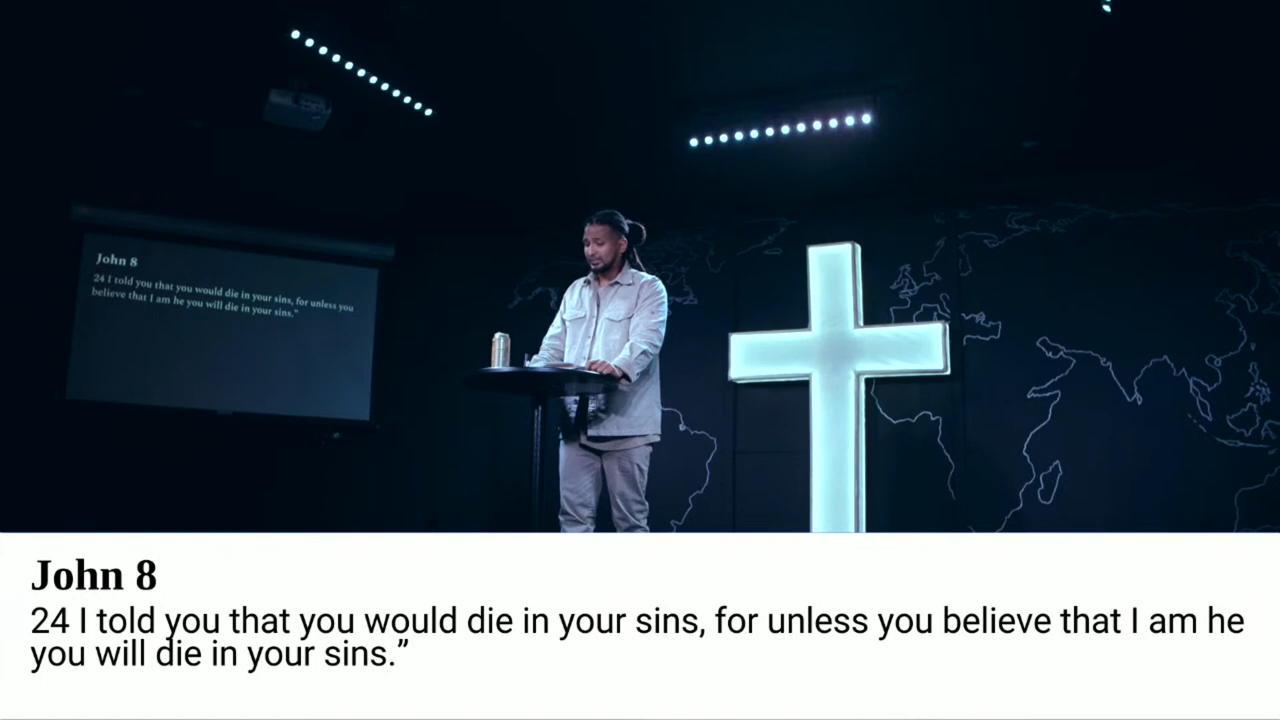 John 8
24 I told you that you would die in your sins, for unless you
believe that I am he you will die in your sins.”
John 8
24 I told you that you would die in your sins, for unless you believe that I am he
you will die in your sins.”